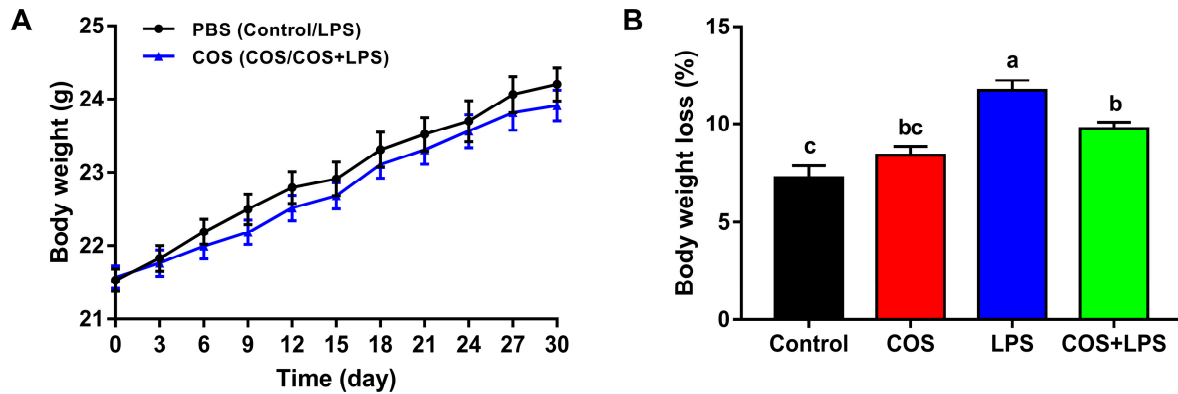 A
PBS (Control/LPS)
COS (COS/COS+LPS)
Body weight (g)
25
24
23
22
21
0 3 6 9 12 15 18 21 24 27 30
Time (day)
B
Body weight loss (%)
15
10
5
0
c bc a b
Control COS LPS COS+LPS